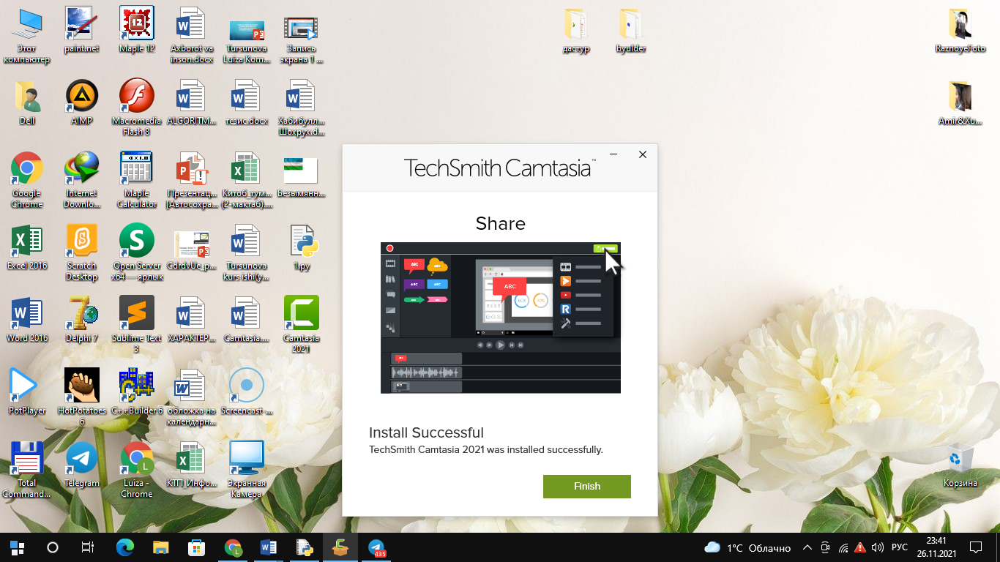 Этот
компьютер
paint.net
Maple 12
Axborot va
inson.docx
Tursunova
Luiza Kom...
Запись
экрана 1 ...
дастур
byulder
RaznoyeFoto
Dell
AIMP
Macromedia
Flash 8
ALGORITM...
тезис.docx
Хабибулл...
Шохрух.d...
Amir&Xu...
Google
Chrome
Internet
Downlo...
Maple
Calculator
Презентац...
[Автосохра...
Китоб_тум...
(2-мактаб)....
Безымянн...
TechSmith Camtasia™
Share
ABC
ABC
ABC
ABC
ABC
ABC
Excel 2016
Scratch
Desktop
Open Server
x64 — ярлык
CdrdvUe_p...
Tursunova
kurs ishi(y...
1.py
Word 2016
Delphi 7
Sublime Text
3
ХАРАКТЕР...
Camtasia....
Camtasia
2021
PotPlayer
HotPotatoes
6
C++Builder 6
обложка на
календарн...
Screencast-...
Install Successful
TechSmith Camtasia 2021 was installed successfully.
Finish
Total
Command...
Telegram
Luiza -
Chrome
КТП_Инфо...
Экранная
Камера
Корзина
435
1°C Облачно
РУС
23:41
26.11.2021